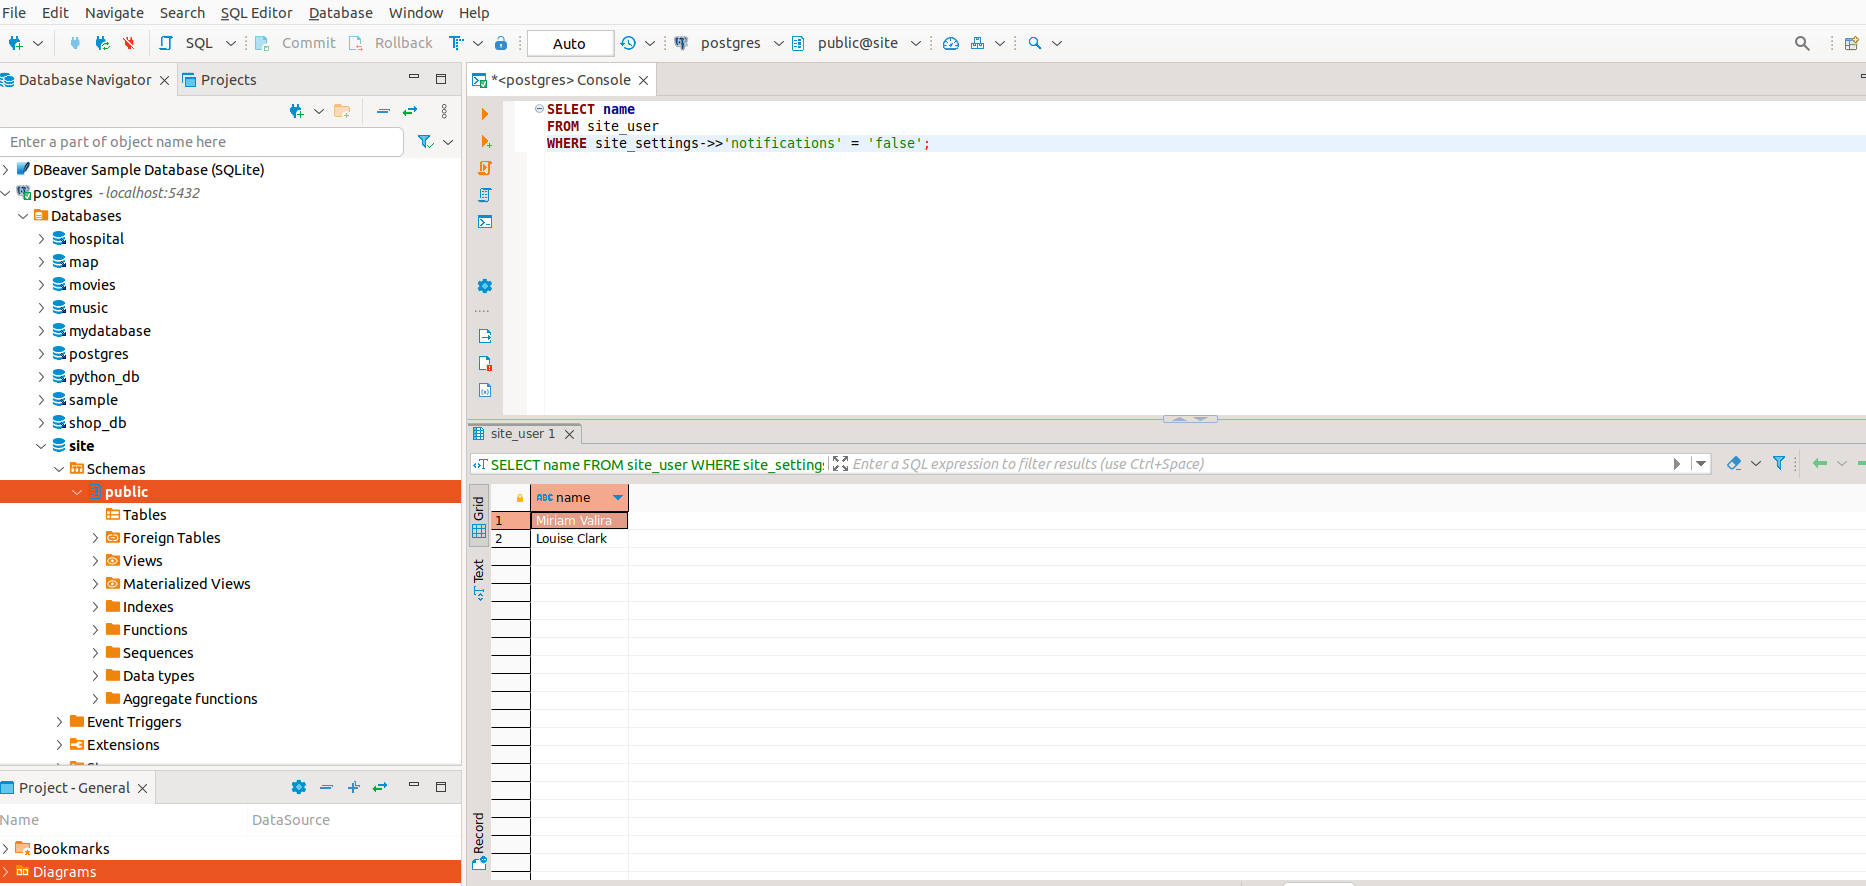 File Edit Navigate Search SQL Editor Database Window Help
SQL Commit Rollback Auto postgres public@site
Database Navigator Projects
Enter a part of object name here
DBeaver Sample Database (SQLite)
postgres - localhost:5432
Databases
hospital
map
movies
music
mydatabase
postgres
python_db
sample
shop_db
site
Schemas
public
Tables
Foreign Tables
Views
Materialized Views
Indexes
Functions
Sequences
Data types
Aggregate functions
Event Triggers
Extensions
Project - General
Name DataSource
Bookmarks
Diagrams
*<postgres> Console
SELECT name
FROM site_user
WHERE site_settings->>'notifications' = 'false';
site_user 1
SELECT name FROM site_user WHERE site_settings Enter a SQL expression to filter results (use Ctrl+Space)
Grid
Text
Record
ABC name
1 Miriam Valira
2 Louise Clark